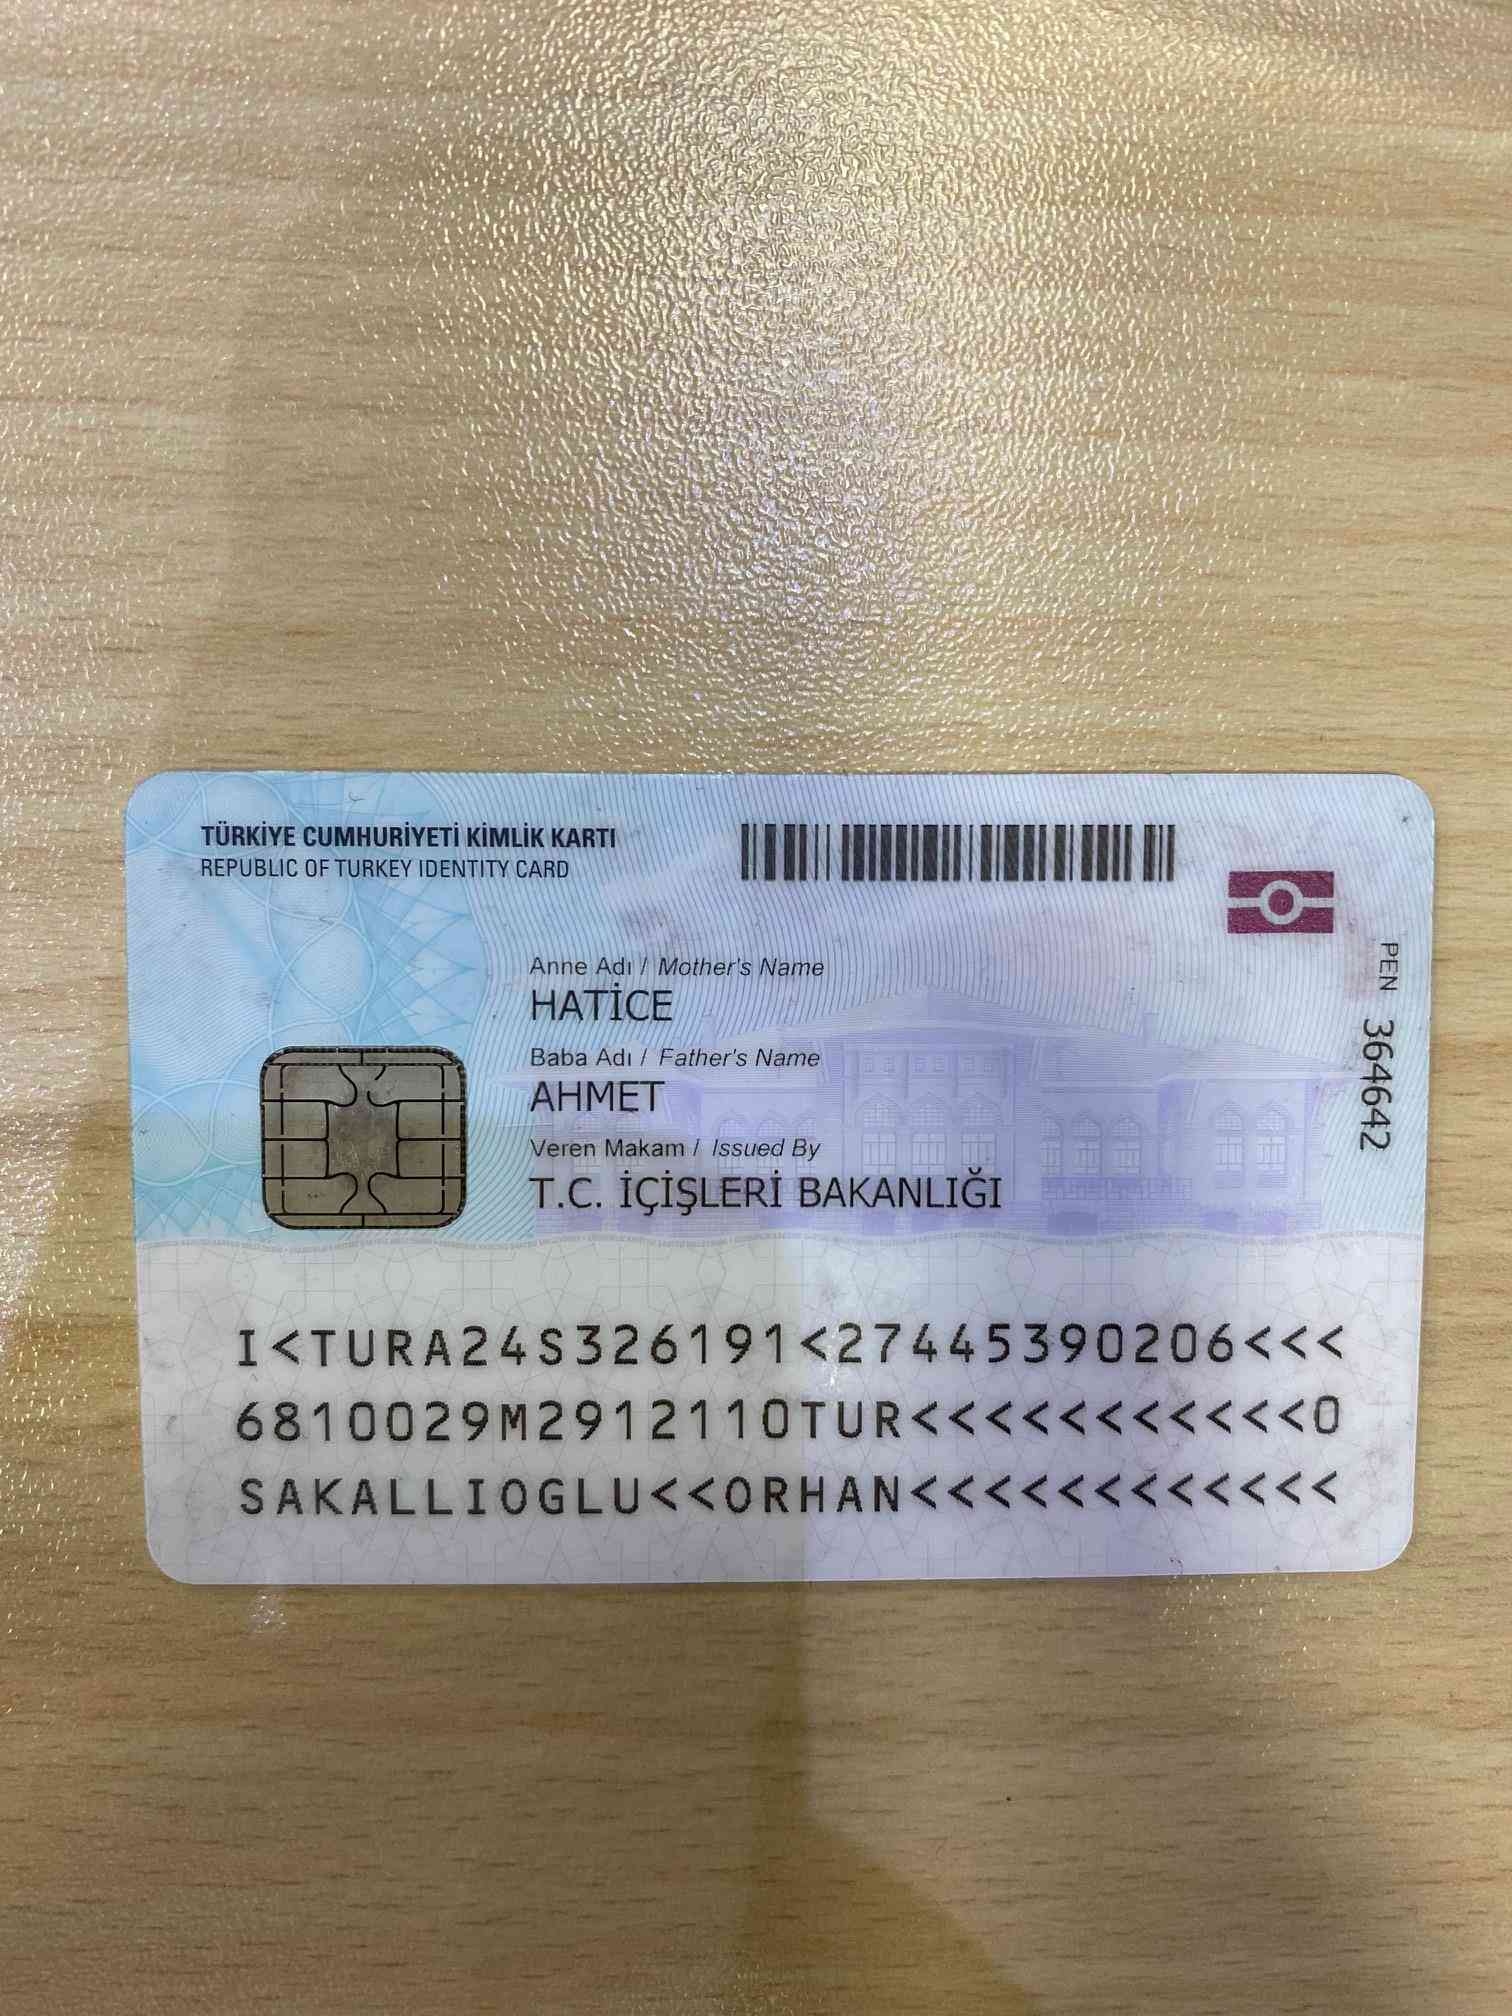 TÜRKİYE CUMHURİYETİ KİMLİK KARTI
REPUBLIC OF TURKEY IDENTITY CARD
Anne Adı / Mother's Name
HATİCE
Baba Adı / Father's Name
AHMET
Veren Makam / Issued By
T.C. İÇİŞLERİ BAKANLIĞI
PEN 364642
I<TURA24S326191<27445390206<<<
6810029M2912110TUR<<<<<<<<<<<0
SAKALLIOGLU<<ORHAN<<<<<<<<<<<<